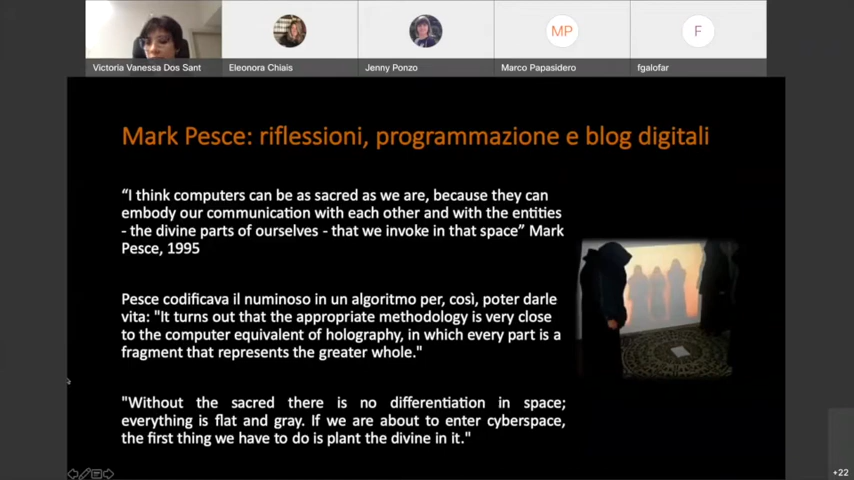 MP
F
Victoria Vanessa Dos Sant
Eleonora Chiais
Jenny Ponzo
Marco Papasidero
fgalofar
Mark Pesce: riflessioni, programmazione e blog digitali
“I think computers can be as sacred as we are, because they can
embody our communication with each other and with the entities
- the divine parts of ourselves - that we invoke in that space” Mark
Pesce, 1995
Pesce codificava il numinoso in un algoritmo per, così, poter darle
vita: "It turns out that the appropriate methodology is very close
to the computer equivalent of holography, in which every part is a
fragment that represents the greater whole."
"Without the sacred there is no differentiation in space;
everything is flat and gray. If we are about to enter cyberspace,
the first thing we have to do is plant the divine in it."
+22